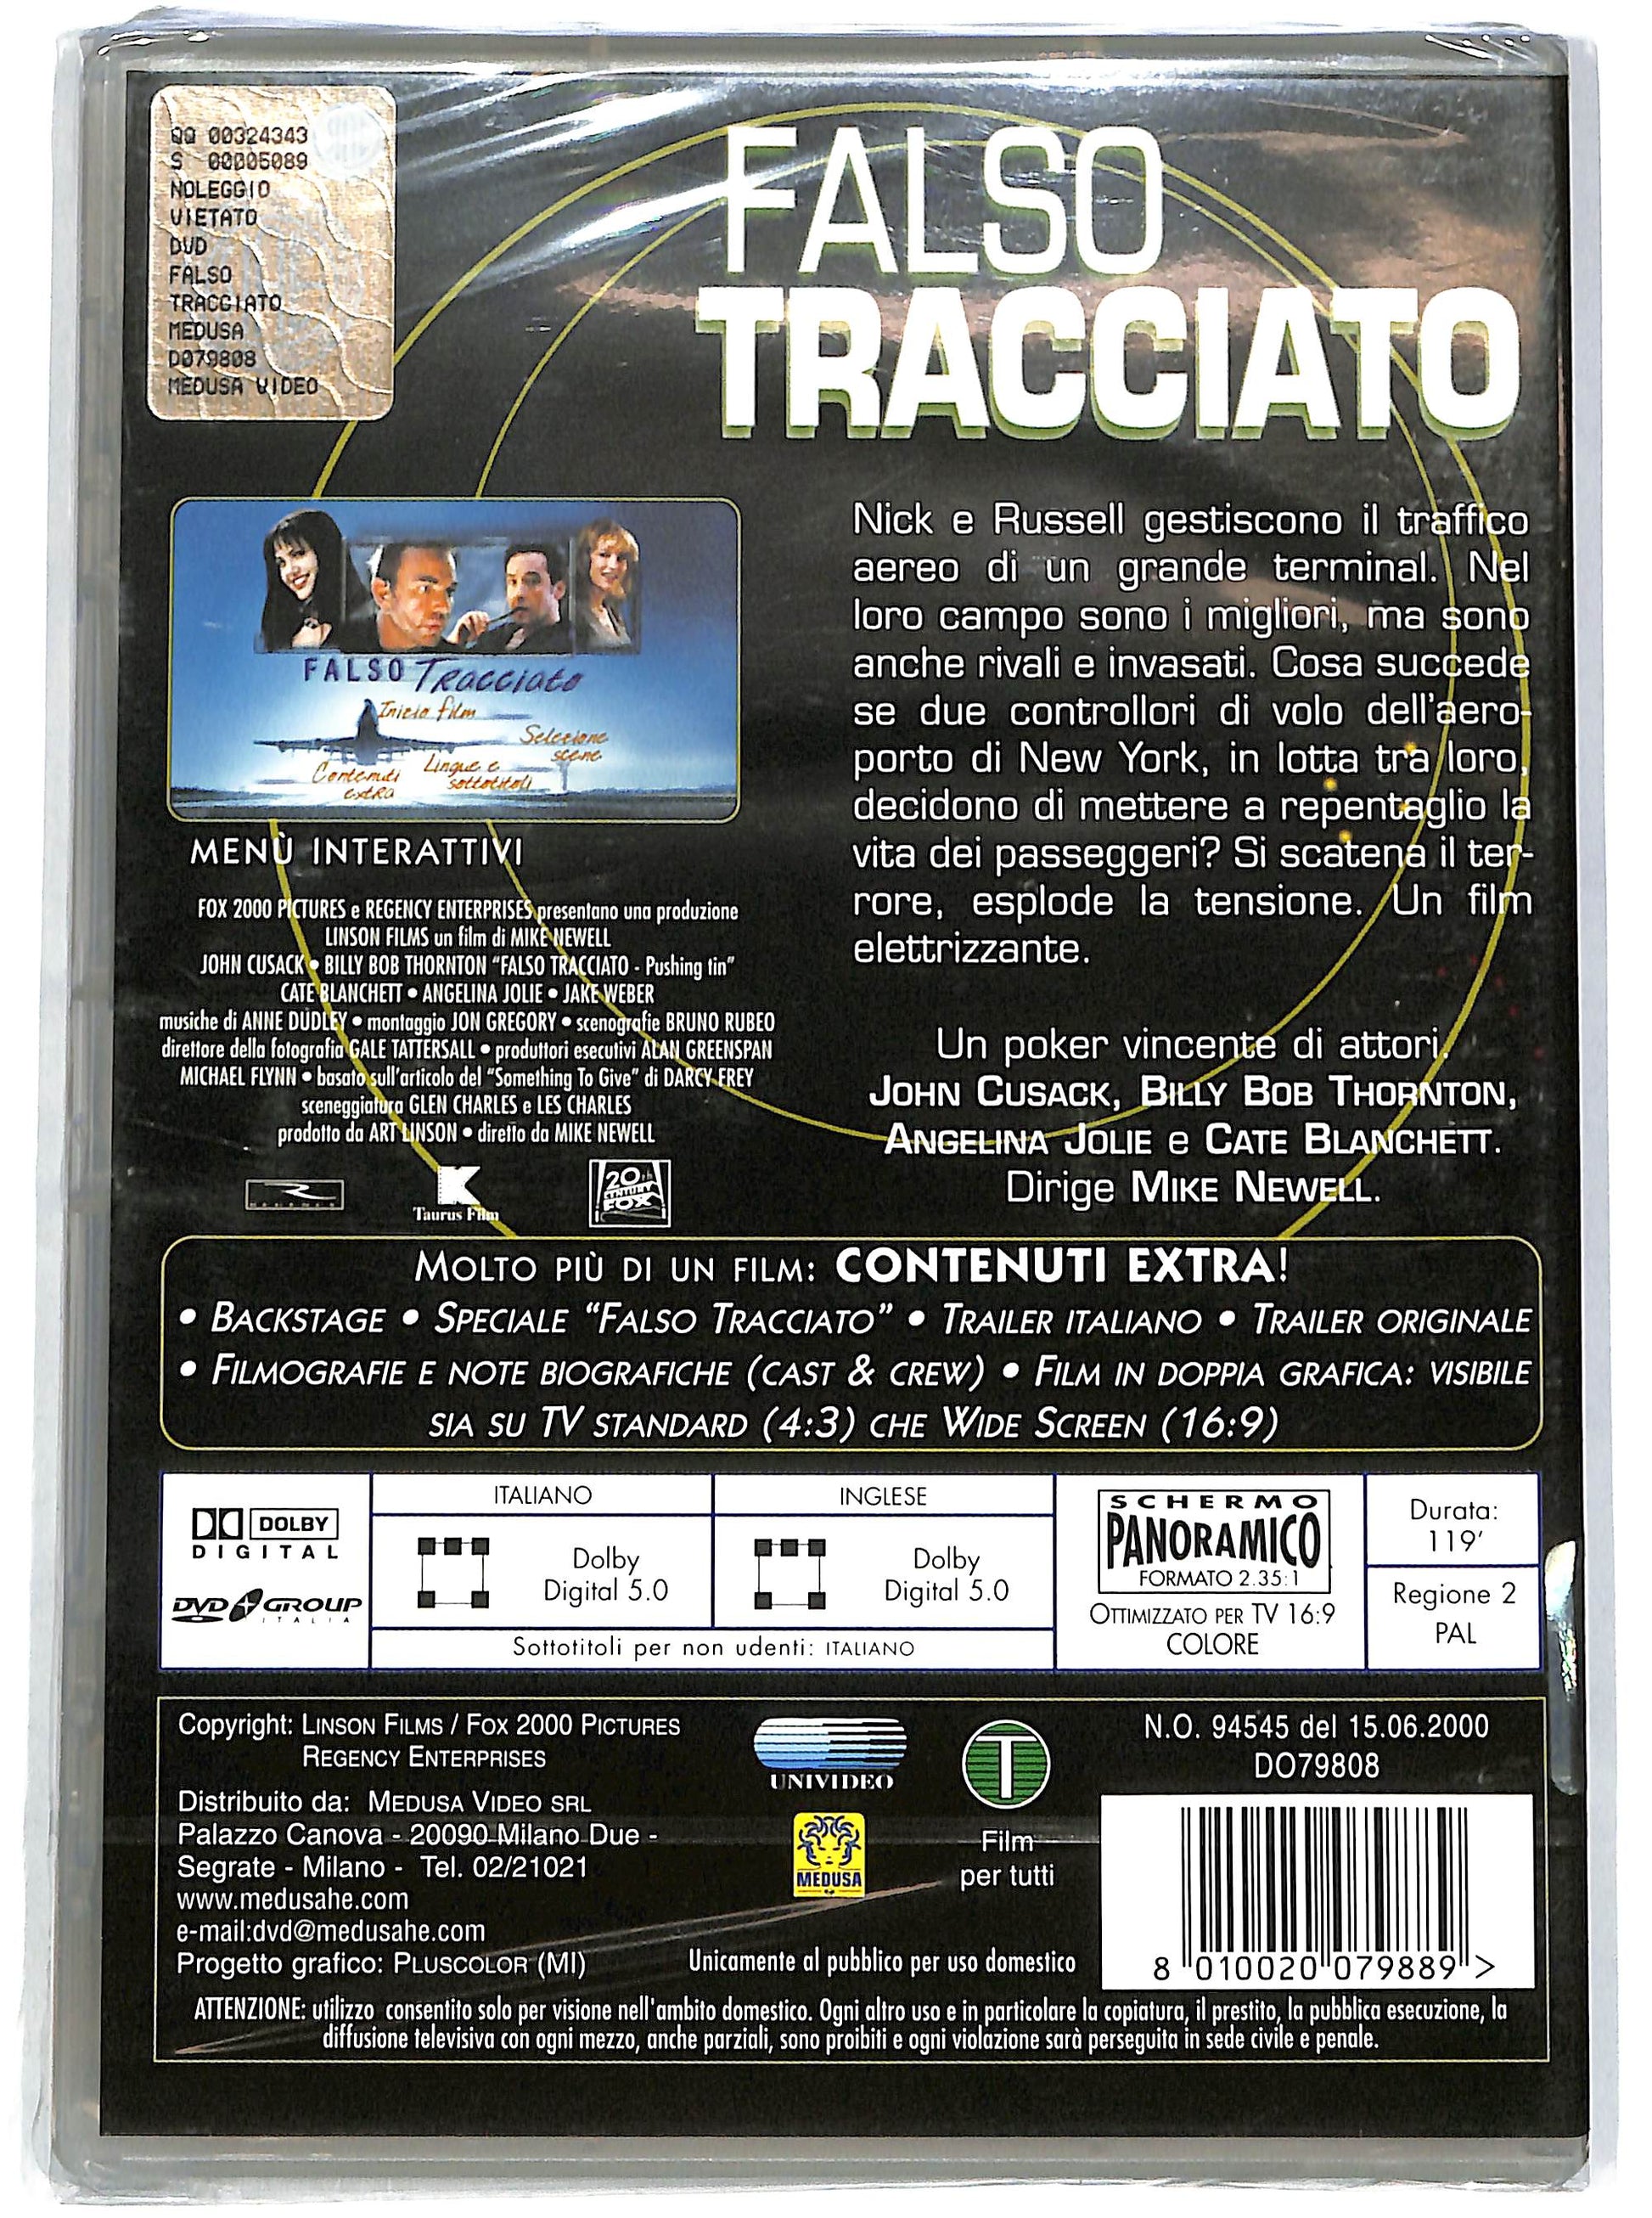 QQ 00324343
S 00005089
NOLEGGIO
VIETATO
DVD
FALSO
TRACCIATO
MEDUSA
D079808
MEDUSA VIDEO
FALSO
TRACCIATO
Nick e Russell gestiscono il traffico
aereo di un grande terminal. Nel
loro campo sono i migliori, ma sono
anche rivali e invasati. Cosa succede
se due controllori di volo dell'aero-
porto di New York, in lotta tra loro,
decidono di mettere a repentaglio la
vita dei passeggeri? Si scatena il ter-
rore, esplode la tensione. Un film
elettrizzante.
Un poker vincente di attori.
JOHN CUSACK, BILLY BOB THORNTON,
ANGELINA JOLIE e CATE BLANCHETT.
Dirige MIKE NEWELL.
FALSO Tracciato
Inizio film
Selezione
scene
Contenuti
extra
Lingue e
sottotitoli
MENÙ INTERATTIVI
FOX 2000 PICTURES e REGENCY ENTERPRISES presentano una produzione
LINSON FILMS un film di MIKE NEWELL
JOHN CUSACK • BILLY BOB THORNTON “FALSO TRACCIATO - Pushing tin”
CATE BLANCHETT • ANGELINA JOLIE • JAKE WEBER
musiche di ANNE DUDLEY • montaggio JON GREGORY • scenografie BRUNO RUBEO
direttore della fotografia GALE TATTERSALL • produttori esecutivi ALAN GREENSPAN
MICHAEL FLYNN • basato sull'articolo del “Something To Give” di DARCY FREY
sceneggiatura GLEN CHARLES e LES CHARLES
prodotto da ART LINSON • diretto da MIKE NEWELL
Taurus Film
20th
CENTURY
FOX
MOLTO PIÙ DI UN FILM: CONTENUTI EXTRA!
• BACKSTAGE • SPECIALE “FALSO TRACCIATO” • TRAILER ITALIANO • TRAILER ORIGINALE
• FILMOGRAFIE E NOTE BIOGRAFICHE (CAST & CREW) • FILM IN DOPPIA GRAFICA: VISIBILE
SIA SU TV STANDARD (4:3) CHE WIDE SCREEN (16:9)
DOLBY
DIGITAL
DVD GROUP
ITALIA
ITALIANO
Dolby
Digital 5.0
INGLESE
Dolby
Digital 5.0
Sottotitoli per non udenti: ITALIANO
SCHERMO
PANORAMICO
FORMATO 2.35:1
OTTIMIZZATO PER TV 16:9
COLORE
Durata:
119'
Regione 2
PAL
Copyright: LINSON FILMS / FOX 2000 PICTURES
REGENCY ENTERPRISES
Distribuito da: MEDUSA VIDEO SRL
Palazzo Canova - 20090 Milano Due -
Segrate - Milano - Tel. 02/21021
www.medusahe.com
e-mail:dvd@medusahe.com
Progetto grafico: PLUSCOLOR (MI)
UNIVIDEO
MEDUSA
T
Film
per tutti
Unicamente al pubblico per uso domestico
N.O. 94545 del 15.06.2000
DO79808
8 010020 079889 >
ATTENZIONE: utilizzo consentito solo per visione nell'ambito domestico. Ogni altro uso e in particolare la copiatura, il prestito, la pubblica esecuzione, la
diffusione televisiva con ogni mezzo, anche parziali, sono proibiti e ogni violazione sarà perseguita in sede civile e penale.